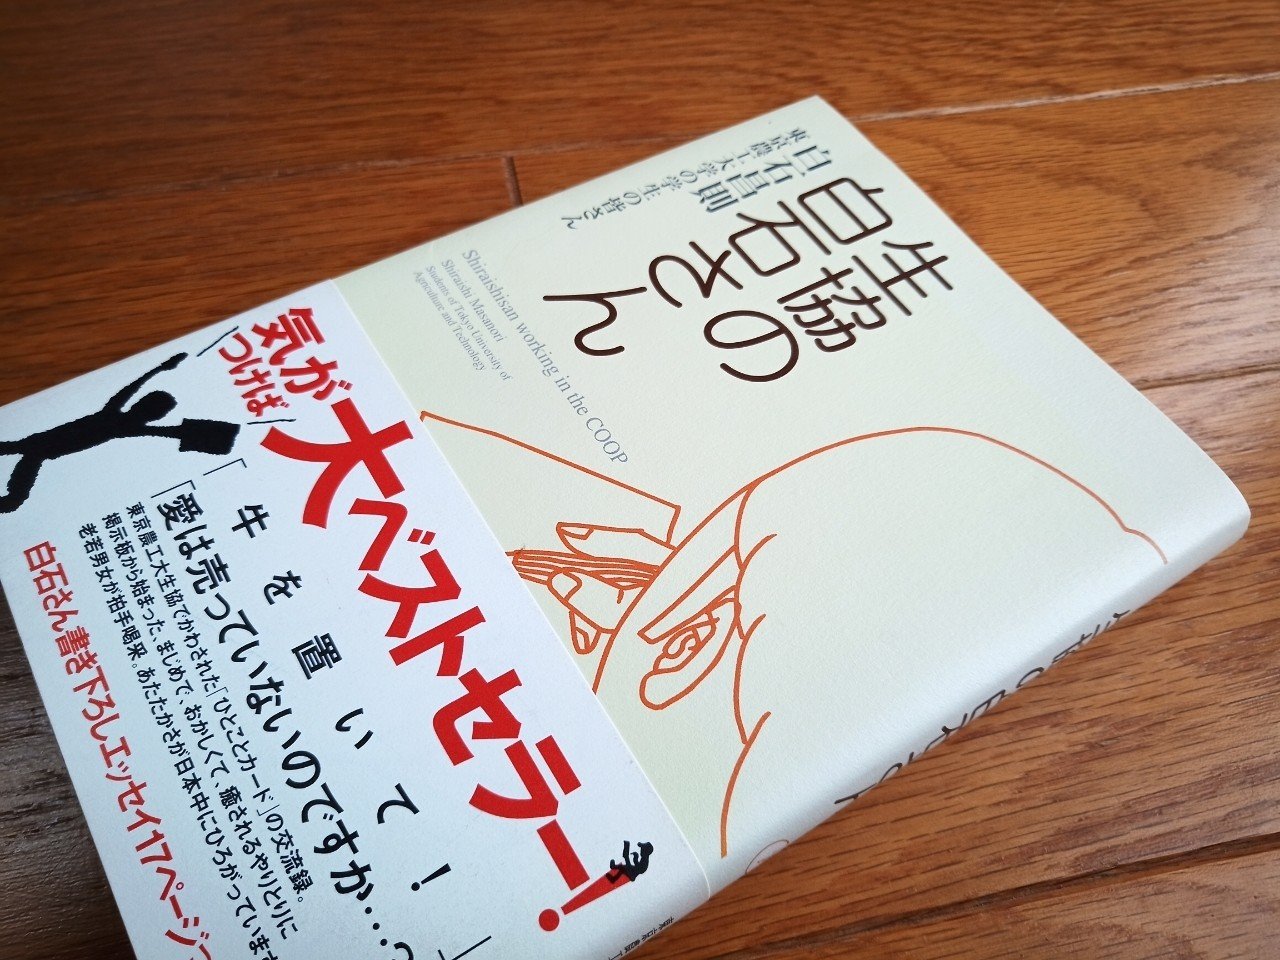 生協の
白石さん
白石昌則
東京農工大学の学生の皆さん
Shiraishisan working in the COOP
Shiraishi Masanori
Students of Tokyo University of
Agriculture and Technology
気が
つけば
大ベストセラー!
「牛を置いて!」
「愛は売っていないのですか…?
東京農工大生協でかわされた「ひとことカード」の交流録。
掲示板から始まった、まじめで、おかしくて、癒されるやりとりに
老若男女が拍手喝采。あたたかさが日本中にひろがっています
白石さん書き下ろしエッセイ17ページ